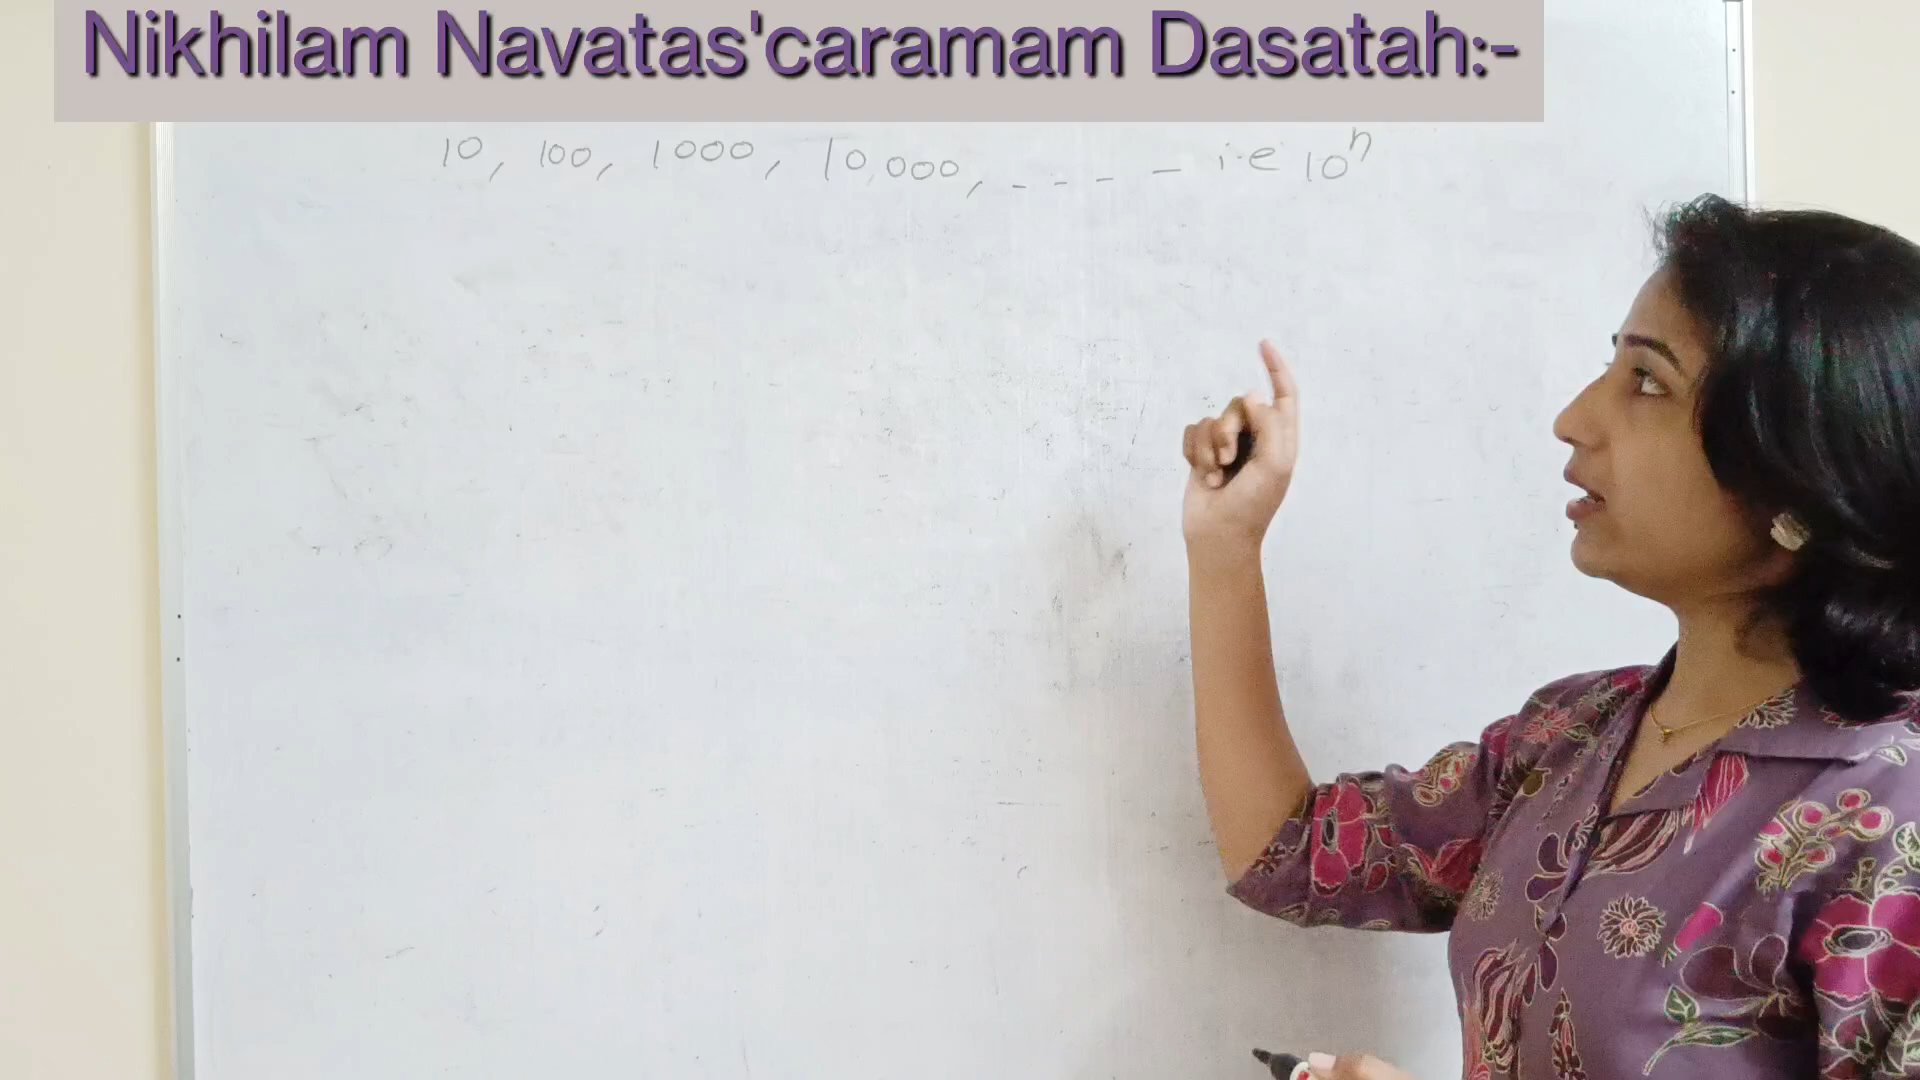 Nikhilam Navatas'caramam Dasatah:-
10, 100, 1000, 10,000, - - - - i.e 10ⁿ